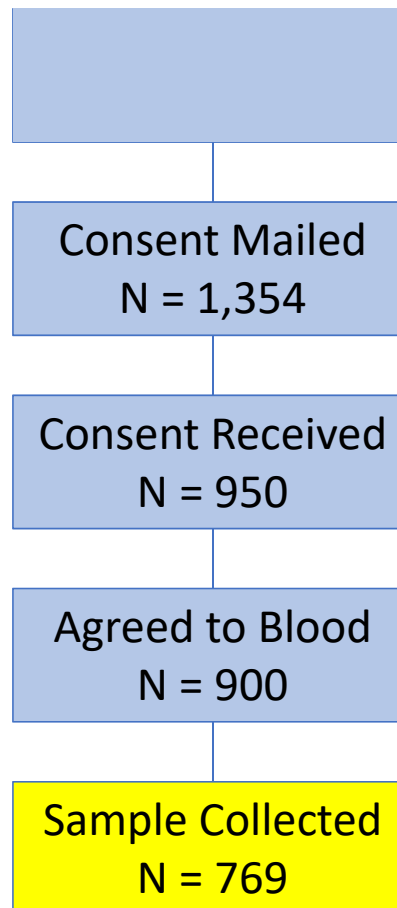 Consent Mailed
N = 1,354
Consent Received
N = 950
Agreed to Blood
N = 900
Sample Collected
N = 769